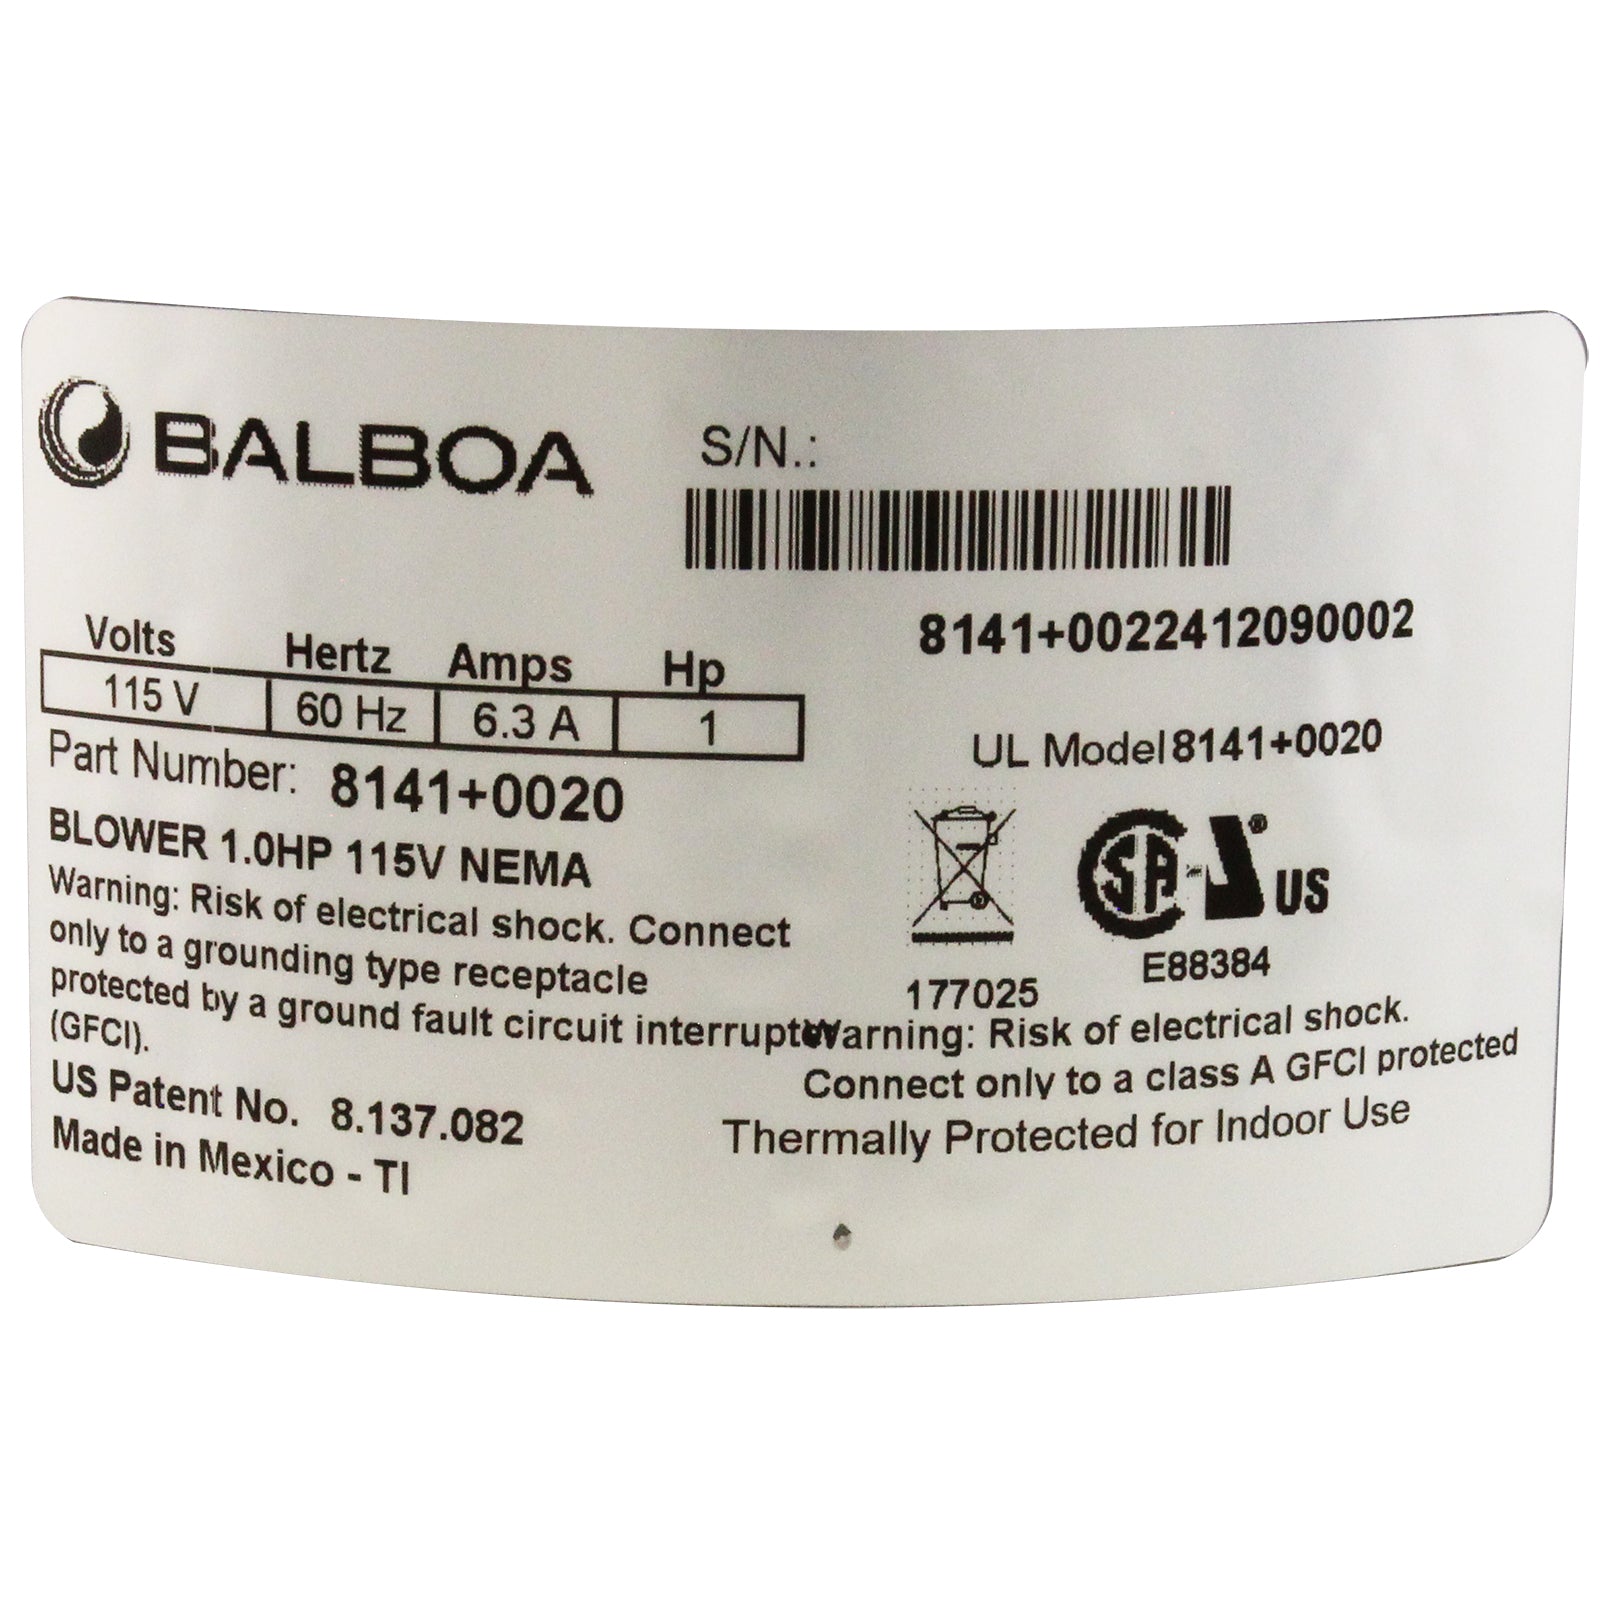 BALBOA
S/N.:
8141+0022412090002
Volts Hertz Amps Hp
115 V 60 Hz 6.3 A 1
UL Model8141+0020
Part Number: 8141+0020
BLOWER 1.0HP 115V NEMA
Warning: Risk of electrical shock. Connect
only to a grounding type receptacle
protected by a ground fault circuit interrupter
(GFCI).
US Patent No. 8.137.082
Made in Mexico - TI
177025
SA ® US
E88384
Warning: Risk of electrical shock.
Connect only to a class A GFCI protected
Thermally Protected for Indoor Use